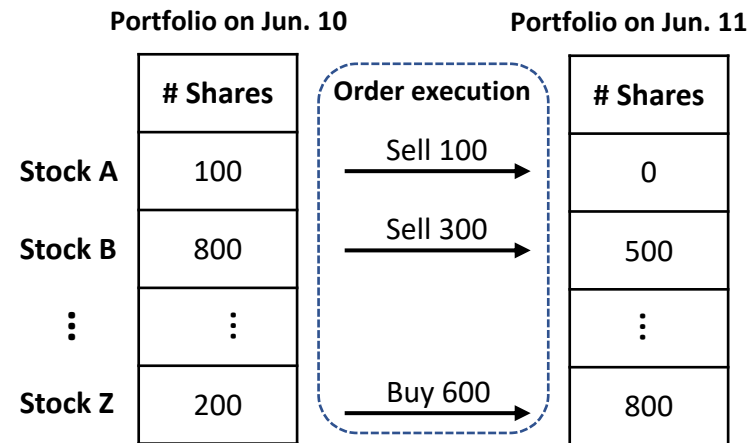 Portfolio on Jun. 10
Portfolio on Jun. 11
# Shares
Order execution
# Shares
Stock A
100
Sell 100
0
Stock B
800
Sell 300
500
⋮
⋮
⋮
Stock Z
200
Buy 600
800